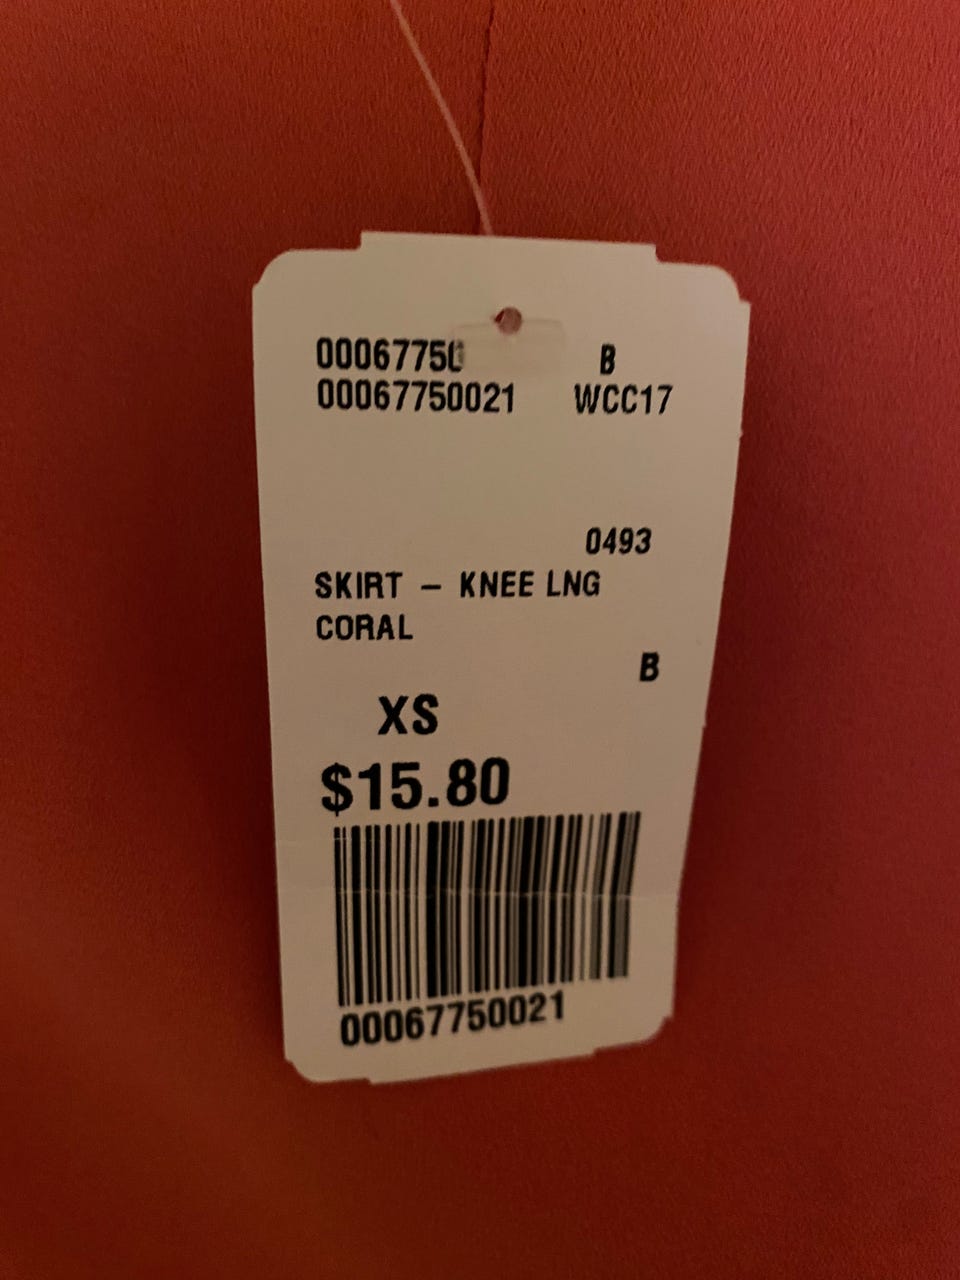 00067750 B
00067750021 WCC17
0493
SKIRT – KNEE LNG
CORAL
B
XS
$15.80
00067750021